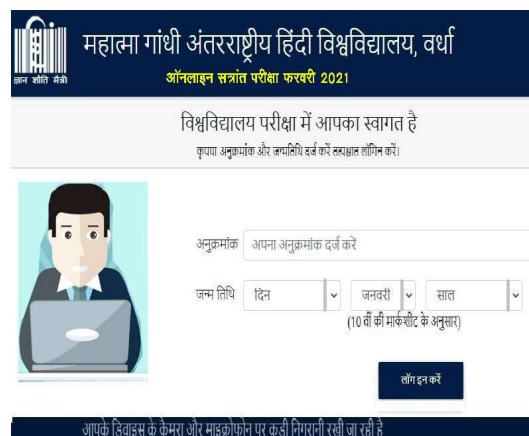 महात्मा गांधी अंतरराष्ट्रीय हिंदी विश्वविद्यालय, वर्धा
ऑनलाइन सत्रांत परीक्षा फरवरी 2021
ज्ञान शांति मैत्री
विश्वविद्यालय परीक्षा में आपका स्वागत है
कृपया अनुक्रमांक और जन्मतिथि दर्ज करें तत्पश्चात लॉगिन करें।
अनुक्रमांक अपना अनुक्रमांक दर्ज करें
जन्म तिथि दिन जनवरी साल
(10 वीं की मार्कशीट के अनुसार)
लॉग इन करें
आपके डिवाइस के कैमरा और माइक्रोफोन पर कड़ी निगरानी रखी जा रही है